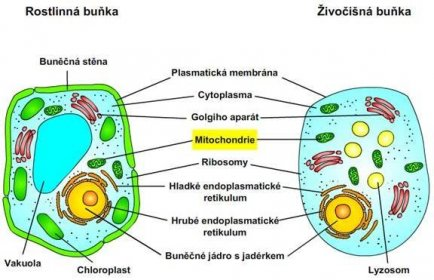 Rostlinná buňka
Živočišná buňka
Buněčná stěna
Plasmatická membrána
Cytoplasma
Golgiho aparát
Mitochondrie
Ribosomy
Hladké endoplasmatické
retikulum
Hrubé endoplasmatické
retikulum
Buněčné jádro s jadérkem
Vakuola
Chloroplast
Lyzosom